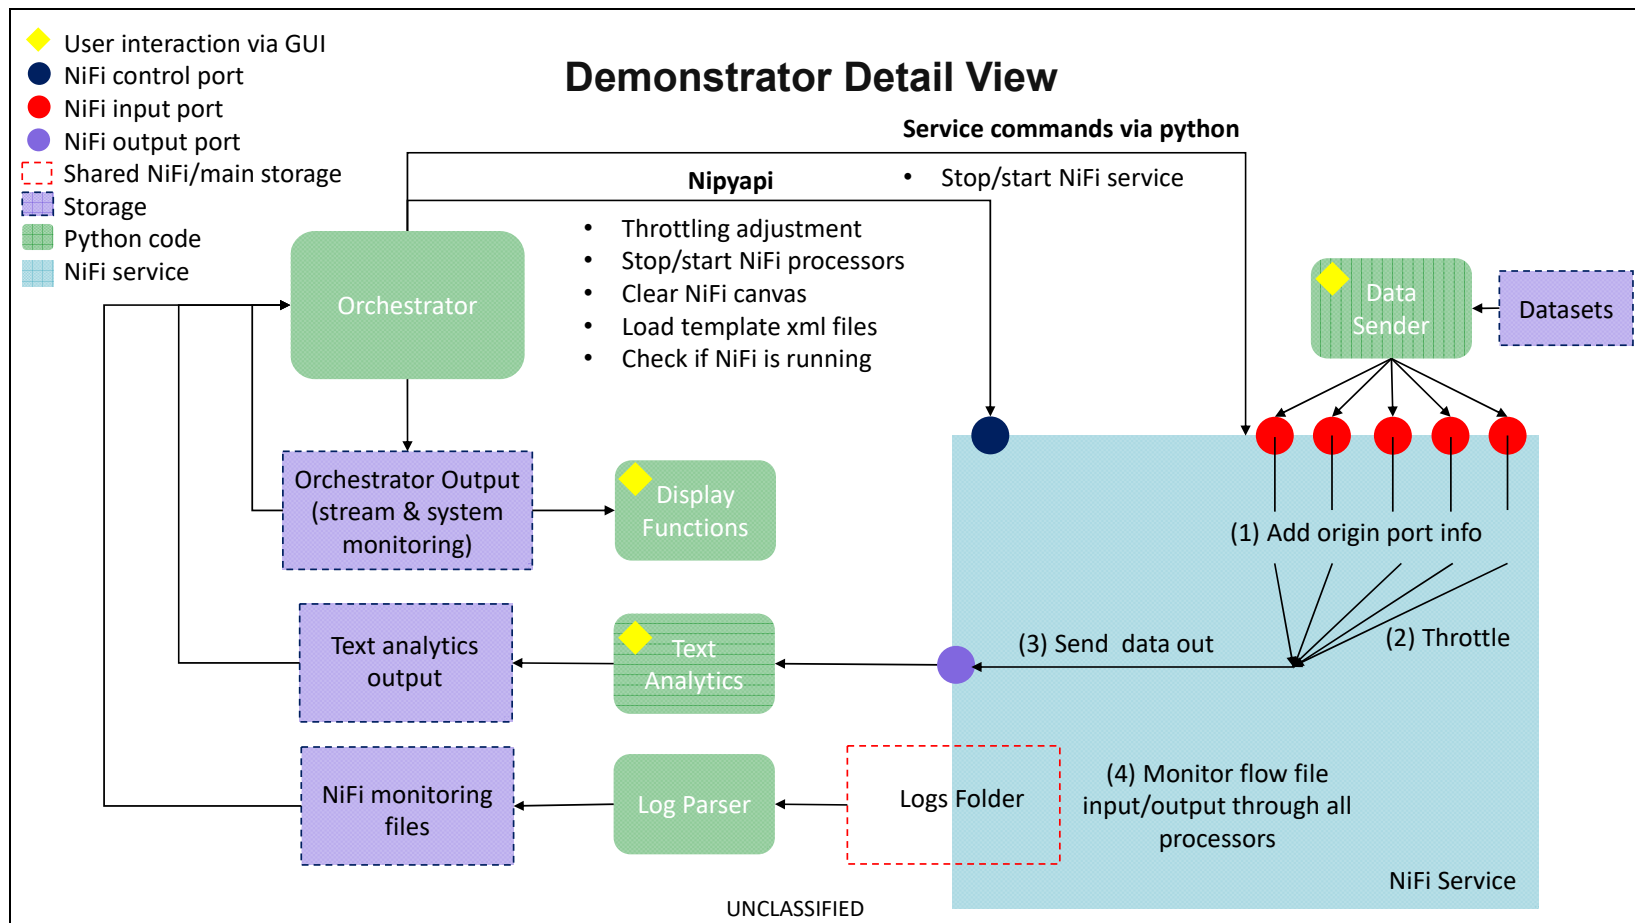 User interaction via GUI
NiFi control port
NiFi input port
NiFi output port
Shared NiFi/main storage
Storage
Python code
NiFi service
Demonstrator Detail View
Service commands via python
• Stop/start NiFi service
Nipyapi
• Throttling adjustment
• Stop/start NiFi processors
• Clear NiFi canvas
• Load template xml files
• Check if NiFi is running
Orchestrator
Data
Sender
Datasets
Orchestrator Output
(stream & system
monitoring)
Display
Functions
(1) Add origin port info
(2) Throttle
(3) Send data out
Text analytics
output
Text
Analytics
NiFi monitoring
files
Log Parser
Logs Folder
(4) Monitor flow file
input/output through all
processors
NiFi Service
UNCLASSIFIED